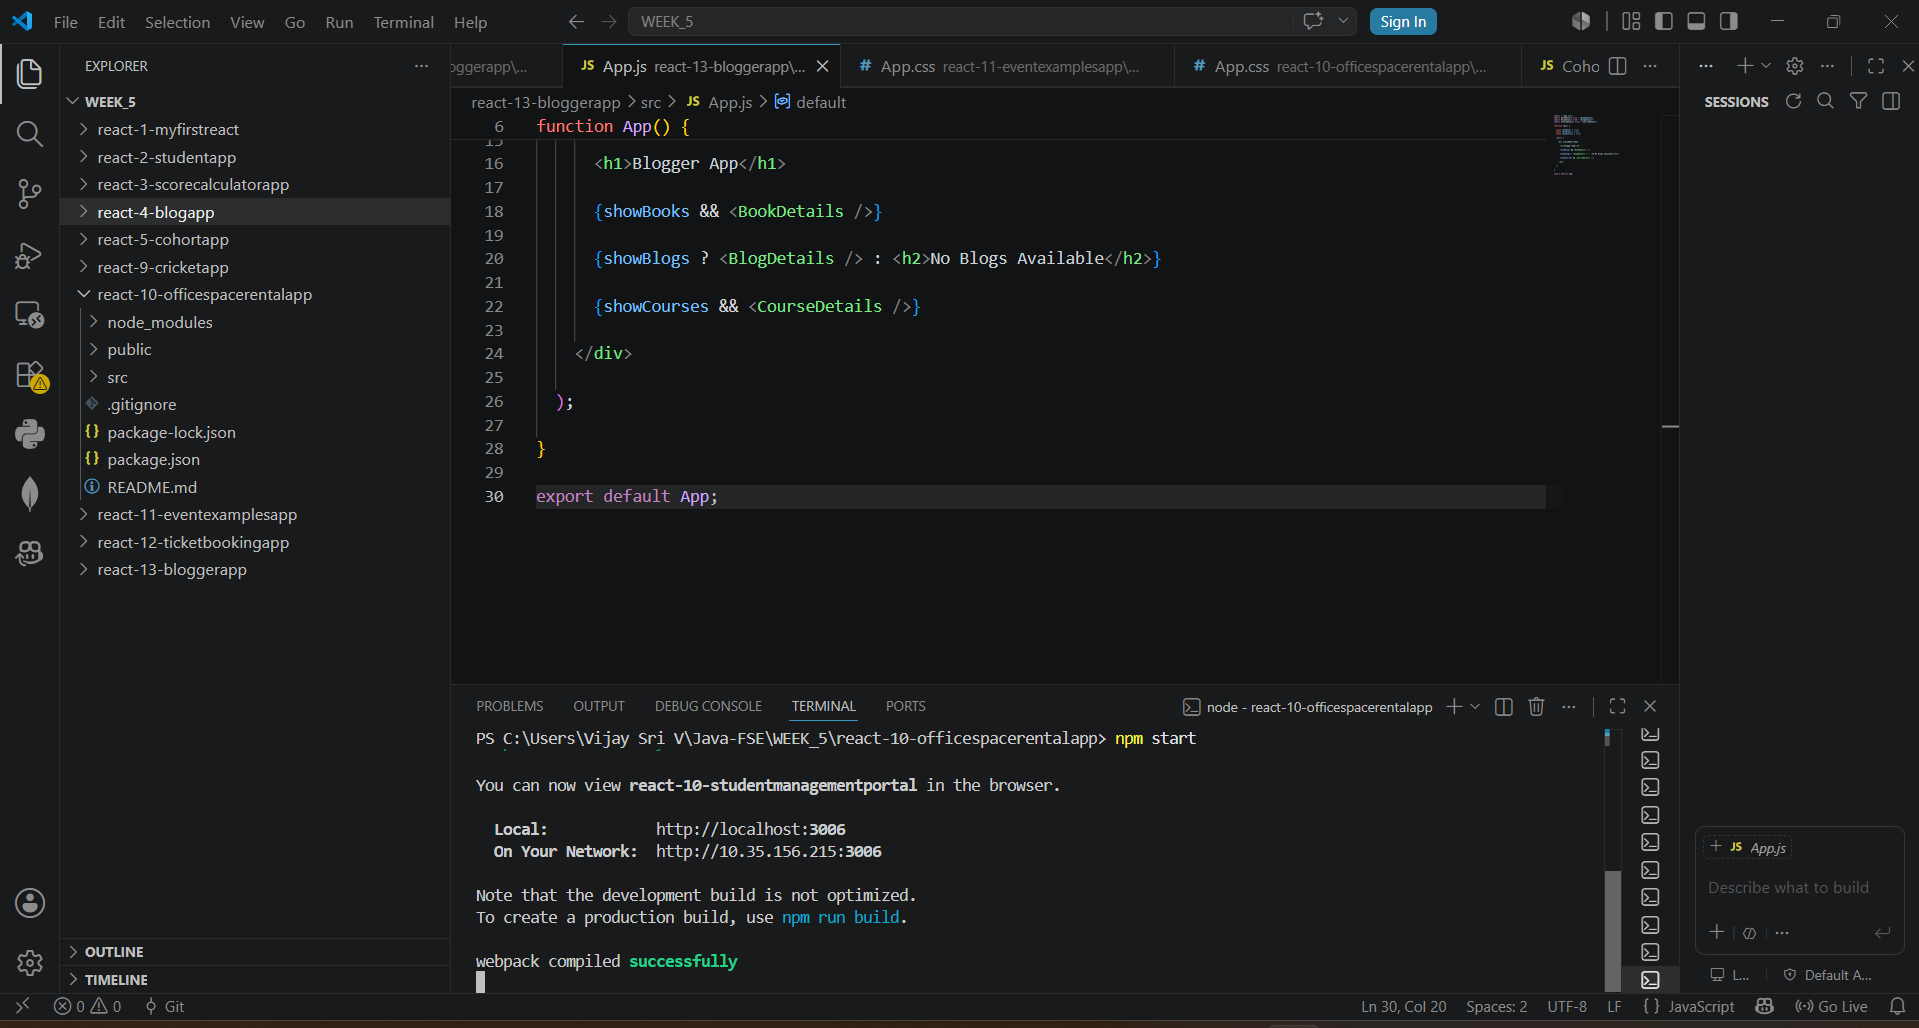 File Edit Selection View Go Run Terminal Help
WEEK_5
Sign In
EXPLORER
WEEK_5
react-1-myfirstreact
react-2-studentapp
react-3-scorecalculatorapp
react-4-blogapp
react-5-cohortapp
react-9-cricketapp
react-10-officespacerentalapp
node_modules
public
src
.gitignore
{} package-lock.json
{} package.json
README.md
react-11-eventexamplesapp
react-12-ticketbookingapp
react-13-bloggerapp
OUTLINE
TIMELINE
oggerapp\...
JS App.js react-13-bloggerapp\...
# App.css react-11-eventexamplesapp\...
# App.css react-10-officespacerentalapp\...
JS Coho
react-13-bloggerapp > src > JS App.js > default
6 function App() {
15
16 <h1>Blogger App</h1>
17
18 {showBooks && <BookDetails />}
19
20 {showBlogs ? <BlogDetails /> : <h2>No Blogs Available</h2>}
21
22 {showCourses && <CourseDetails />}
23
24 </div>
25
26 );
27
28 }
29
30 export default App;
PROBLEMS OUTPUT DEBUG CONSOLE TERMINAL PORTS
node - react-10-officespacerentalapp
PS C:\Users\Vijay Sri V\Java-FSE\WEEK_5\react-10-officespacerentalapp> npm start
You can now view react-10-studentmanagementportal in the browser.
Local: http://localhost:3006
On Your Network: http://10.35.156.215:3006
Note that the development build is not optimized.
To create a production build, use npm run build.
webpack compiled successfully
SESSIONS
JS App.js
Describe what to build
L... Default A...
0 0 Git
Ln 30, Col 20 Spaces: 2 UTF-8 LF {} JavaScript Go Live